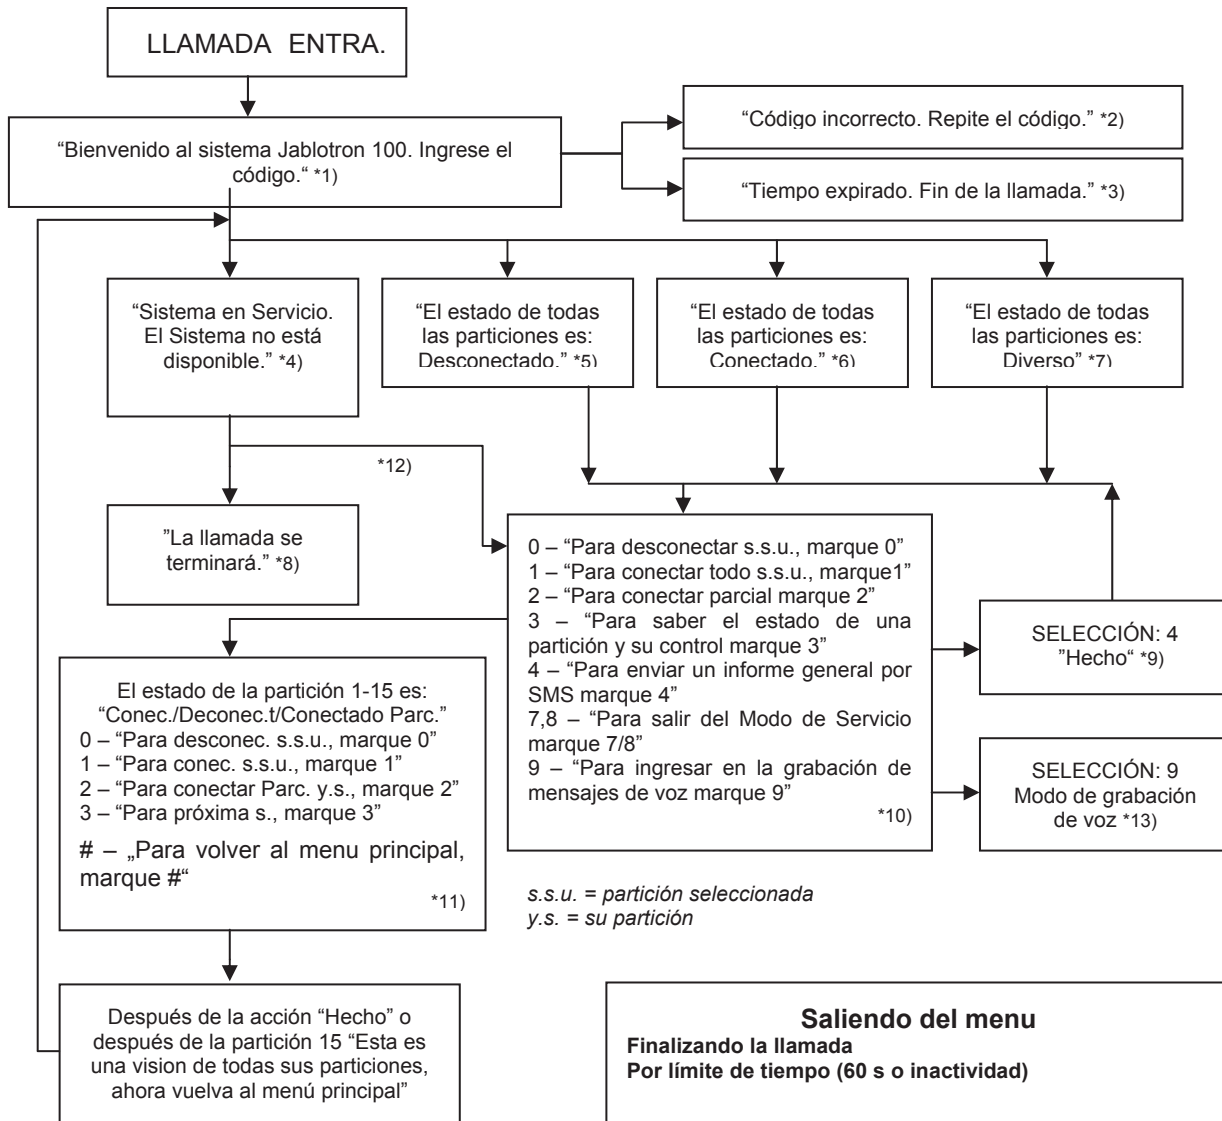 LLAMADA ENTRA.
“Bienvenido al sistema Jablotron 100. Ingrese el
código.“ *1)
“Código incorrecto. Repite el código.” *2)
“Tiempo expirado. Fin de la llamada.” *3)
“Sistema en Servicio.
El Sistema no está
disponible.” *4)
“El estado de todas
las particiones es:
Desconectado.” *5)
“El estado de todas
las particiones es:
Conectado.” *6)
“El estado de todas
las particiones es:
Diverso” *7)
*12)
”La llamada se
terminará.” *8)
0 – “Para desconectar s.s.u., marque 0”
1 – “Para conectar todo s.s.u., marque1”
2 – “Para conectar parcial marque 2”
3 – “Para saber el estado de una
partición y su control marque 3”
4 – “Para enviar un informe general por
SMS marque 4”
7,8 – “Para salir del Modo de Servicio
marque 7/8”
9 – “Para ingresar en la grabación de
mensajes de voz marque 9”
*10)
SELECCIÓN: 4
”Hecho“ *9)
SELECCIÓN: 9
Modo de grabación
de voz *13)
El estado de la partición 1-15 es:
“Conec./Deconec.t/Conectado Parc.”
0 – “Para desconec. s.s.u., marque 0”
1 – “Para conec. s.s.u., marque 1”
2 – “Para conectar Parc. y.s., marque 2”
3 – “Para próxima s., marque 3”
# – „Para volver al menu principal,
marque #“
*11)
s.s.u. = partición seleccionada
y.s. = su partición
Después de la acción “Hecho” o
después de la partición 15 “Esta es
una vision de todas sus particiones,
ahora vuelva al menú principal”
Saliendo del menu
Finalizando la llamada
Por límite de tiempo (60 s o inactividad)